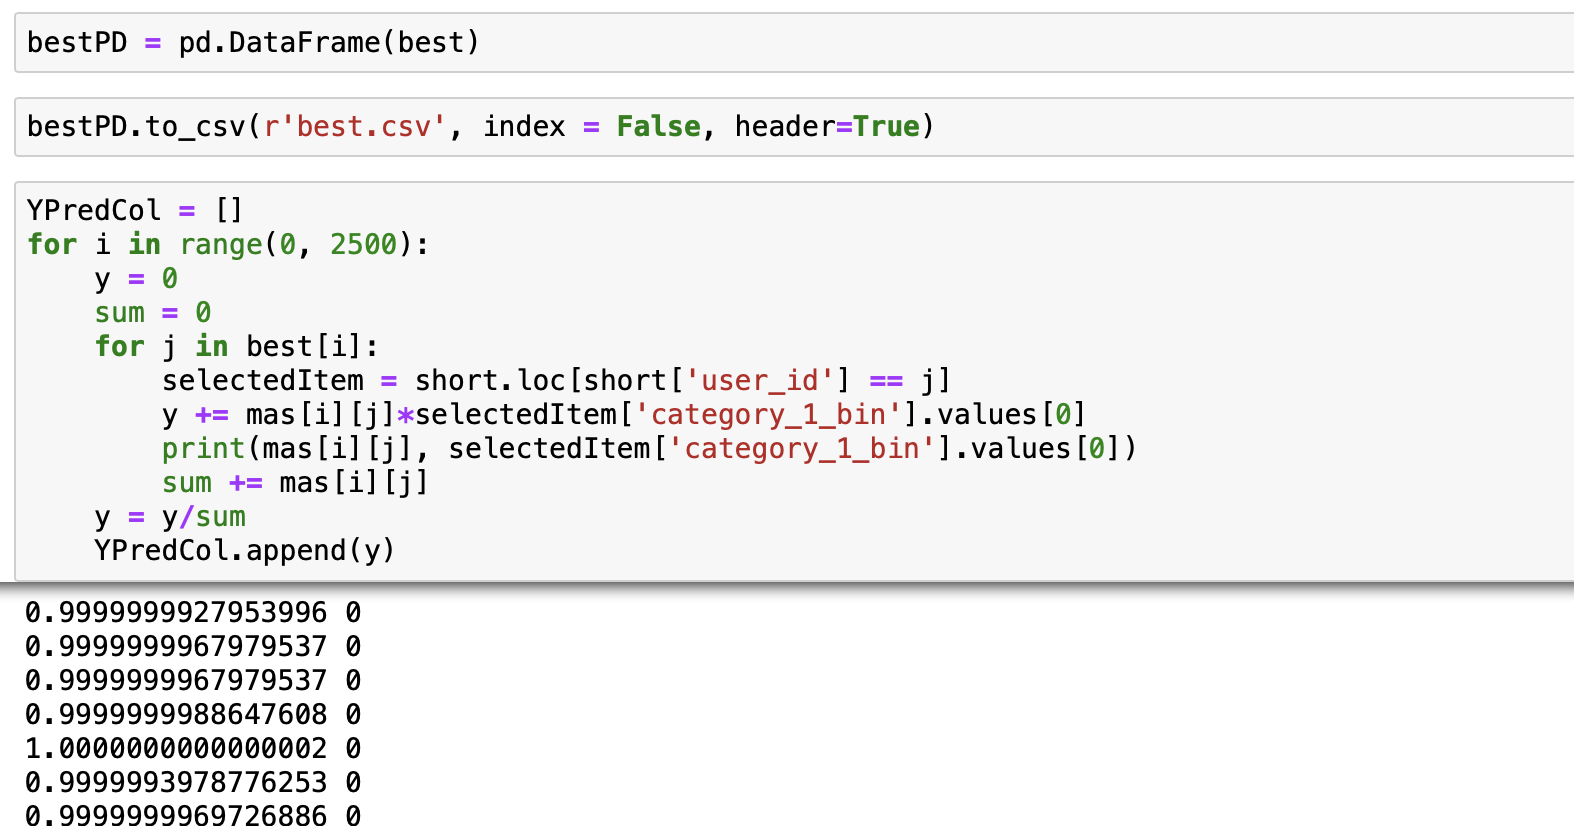 bestPD = pd.DataFrame(best)
bestPD.to_csv(r'best.csv', index = False, header=True)
YPredCol = []
for i in range(0, 2500):
    y = 0
    sum = 0
    for j in best[i]:
        selectedItem = short.loc[short['user_id'] == j]
        y += mas[i][j]*selectedItem['category_1_bin'].values[0]
        print(mas[i][j], selectedItem['category_1_bin'].values[0])
        sum += mas[i][j]
    y = y/sum
    YPredCol.append(y)
0.9999999927953996 0
0.9999999967979537 0
0.9999999967979537 0
0.9999999988647608 0
1.0000000000000002 0
0.9999993978776253 0
0.9999999969726886 0